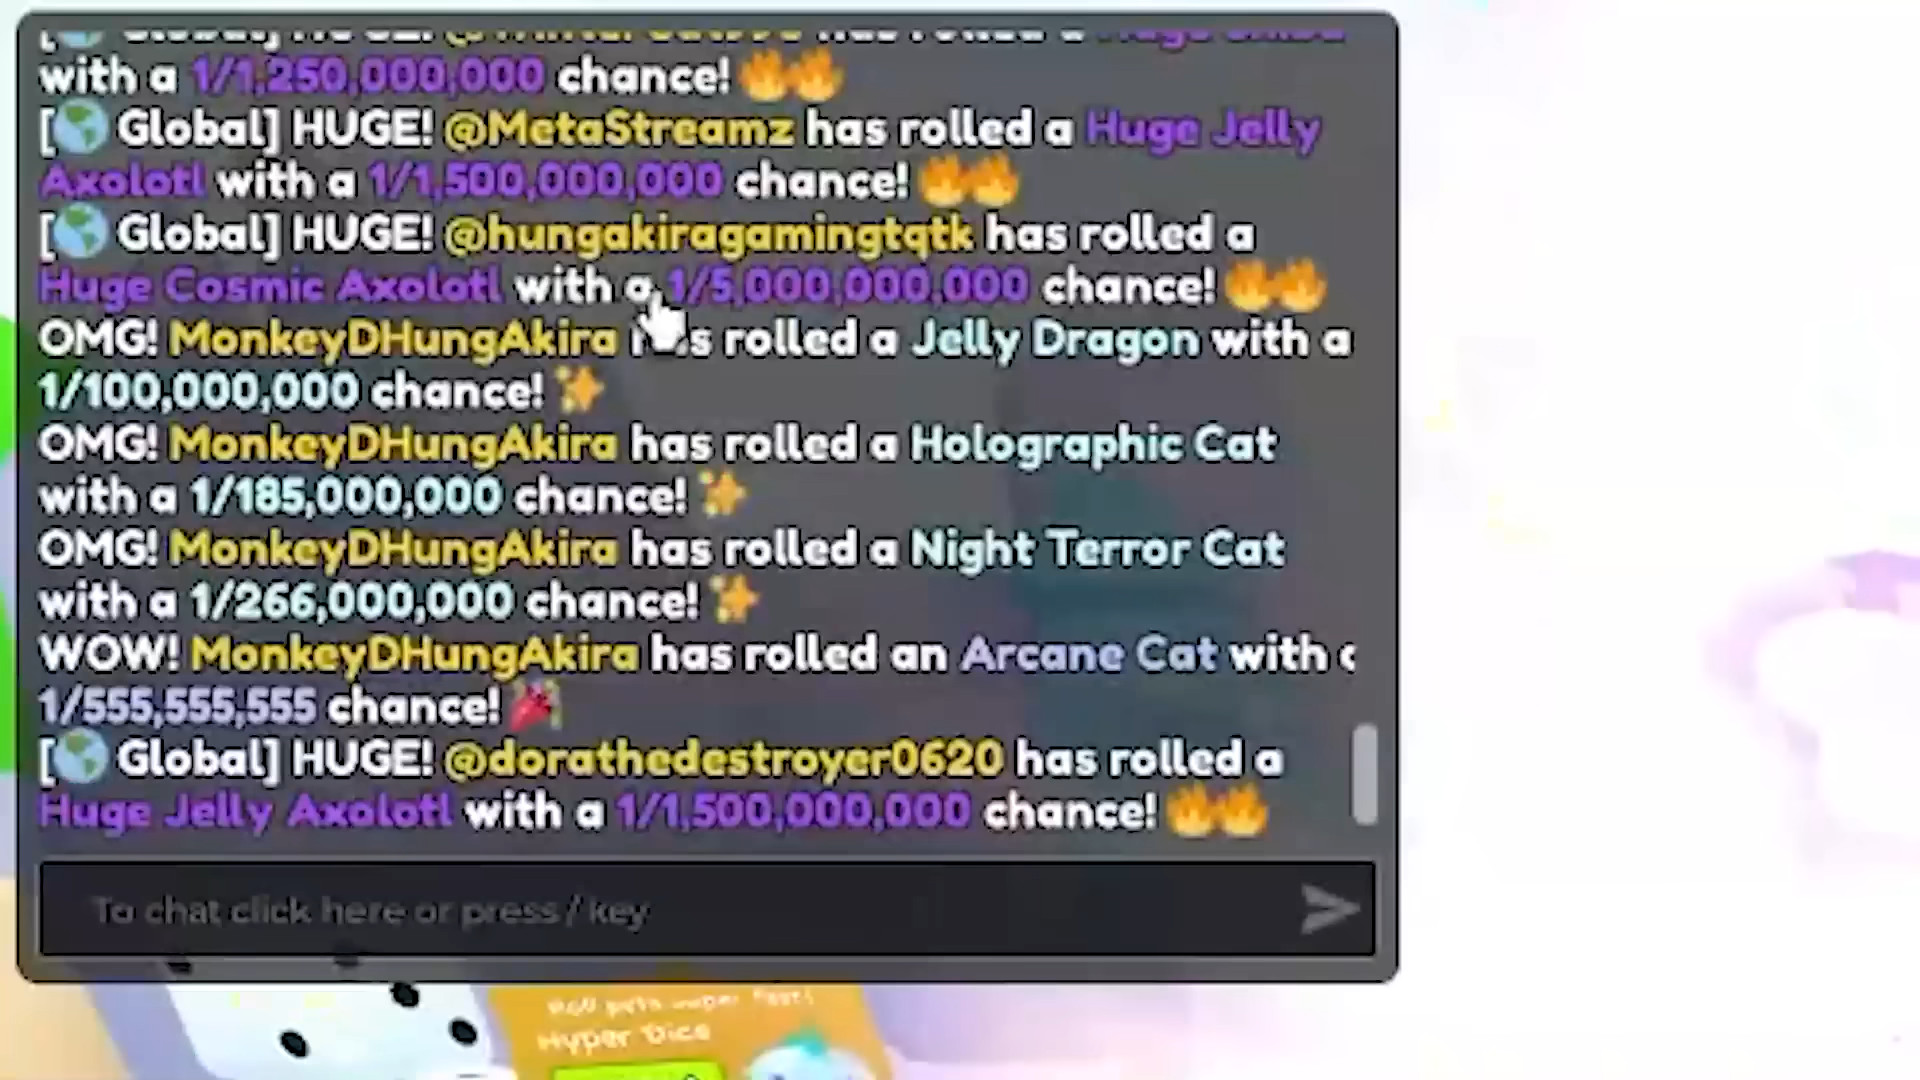 with a 1/1,250,000,000 chance! 🔥🔥
[🌎 Global] HUGE! @MetaStreamz has rolled a Huge Jelly
Axolotl with a 1/1,500,000,000 chance! 🔥🔥
[🌎 Global] HUGE! @hungakiragamingtqtk has rolled a
Huge Cosmic Axolotl with a 1/5,000,000,000 chance! 🔥🔥
OMG! MonkeyDHungAkira has rolled a Jelly Dragon with a
1/100,000,000 chance! ✨
OMG! MonkeyDHungAkira has rolled a Holographic Cat
with a 1/185,000,000 chance! ✨
OMG! MonkeyDHungAkira has rolled a Night Terror Cat
with a 1/266,000,000 chance! ✨
WOW! MonkeyDHungAkira has rolled an Arcane Cat with
1/555,555,555 chance! 🎉
[🌎 Global] HUGE! @dorathedestroyer0620 has rolled a
Huge Jelly Axolotl with a 1/1,500,000,000 chance! 🔥🔥
To chat click here or press / key
Roll pets super fast!
Hyper Dice